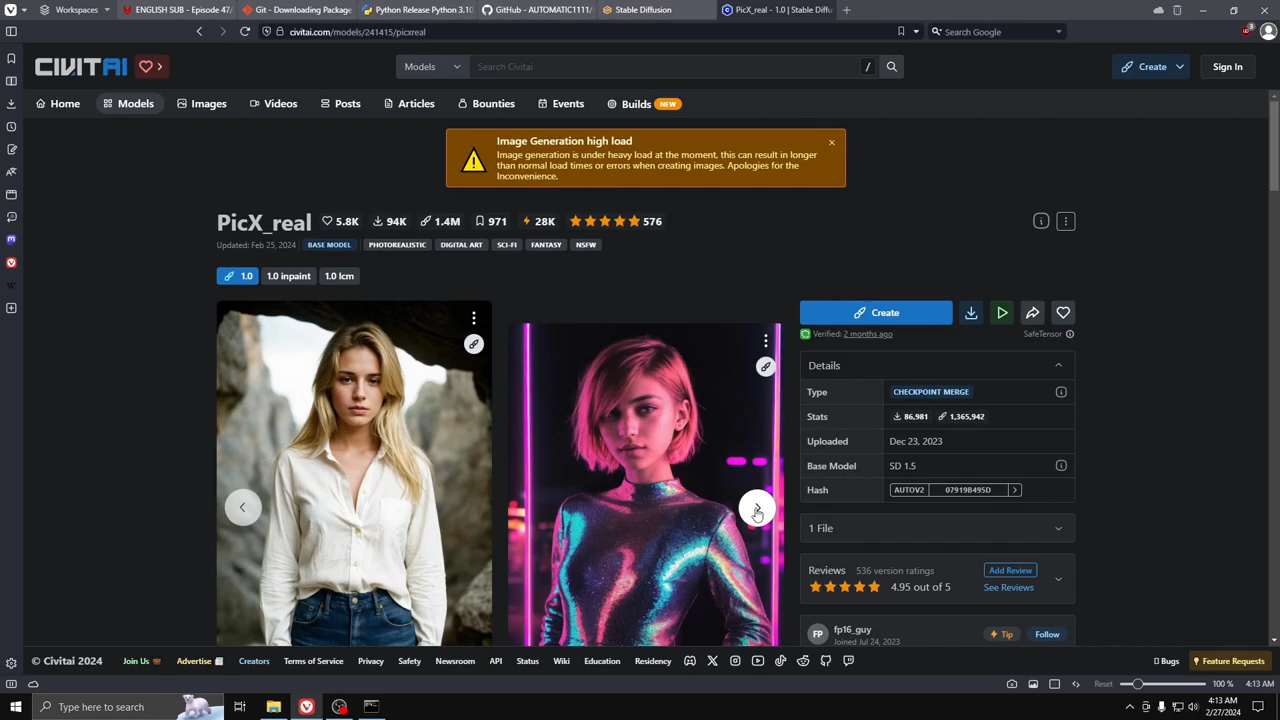 Workspaces
ENGLISH SUB - Episode 47/
Git - Downloading Package
Python Release Python 3.10
GitHub - AUTOMATIC1111/
Stable Diffusion
PicX_real - 1.0 | Stable Diffu
civitai.com/models/241415/picxreal
Search Google
3
CIVITAI
Models
Search Civitai
/
Create
Sign In
Home
Models
Images
Videos
Posts
Articles
Bounties
Events
Builds NEW
Image Generation high load
Image generation is under heavy load at the moment, this can result in longer
than normal load times or errors when creating images. Apologies for the
Inconvenience.
PicX_real 5.8K 94K 1.4M 971 28K 576
Updated: Feb 25, 2024 BASE MODEL PHOTOREALISTIC DIGITAL ART SCI-FI FANTASY NSFW
1.0 1.0 inpaint 1.0 lcm
Create
Verified: 2 months ago SafeTensor
Details
Type CHECKPOINT MERGE
Stats 86,981 1,365,942
Uploaded Dec 23, 2023
Base Model SD 1.5
Hash AUTOV2 07919B495D
1 File
Reviews 536 version ratings Add Review
4.95 out of 5 See Reviews
FP fp16_guy Tip Follow
Joined Jul 24, 2023
© Civitai 2024 Join Us Advertise Creators Terms of Service Privacy Safety Newsroom API Status Wiki Education Residency Bugs Feature Requests
Reset 100 % 4:13 AM
Type here to search
4:13 AM
2/27/2024